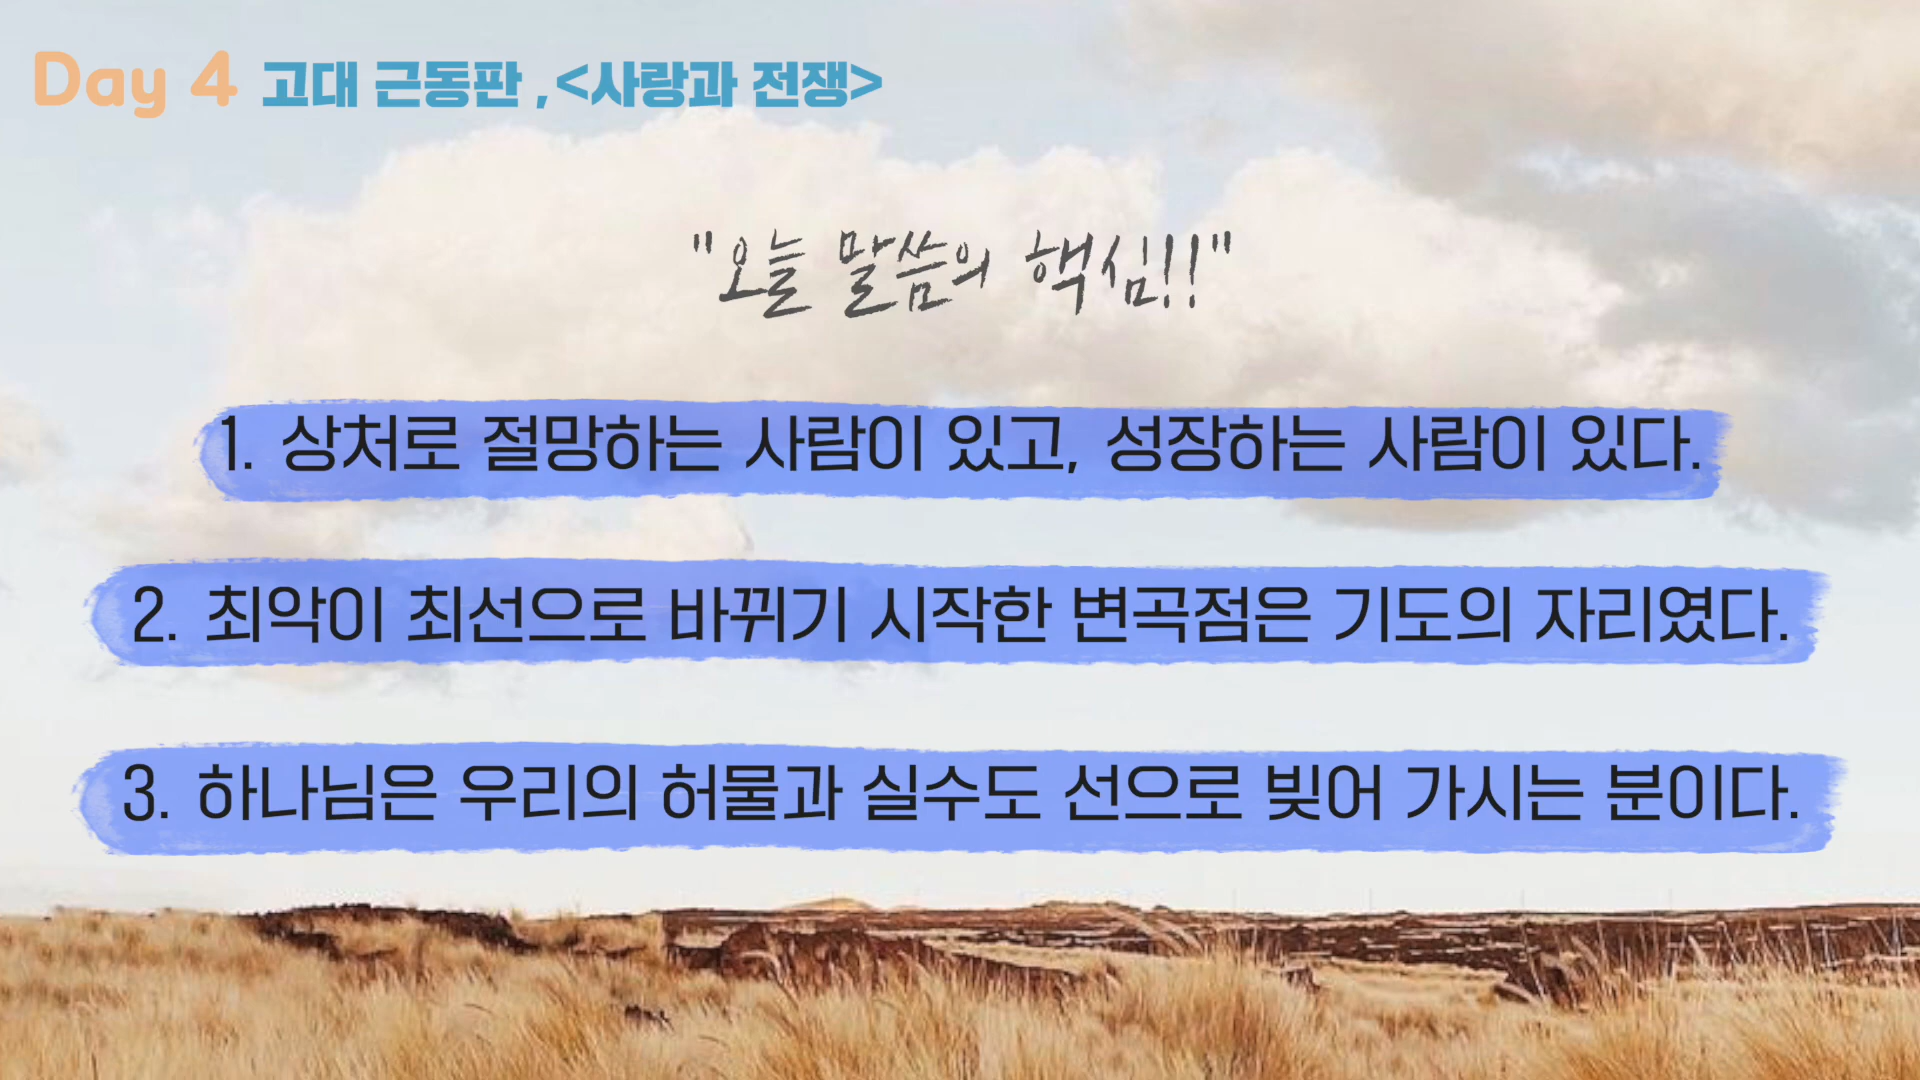 Day 4 고대 근동판 , <사랑과 전쟁>
"오늘 말씀의 핵심!!"
1. 상처로 절망하는 사람이 있고, 성장하는 사람이 있다.
2. 최악이 최선으로 바뀌기 시작한 변곡점은 기도의 자리였다.
3. 하나님은 우리의 허물과 실수도 선으로 빚어 가시는 분이다.